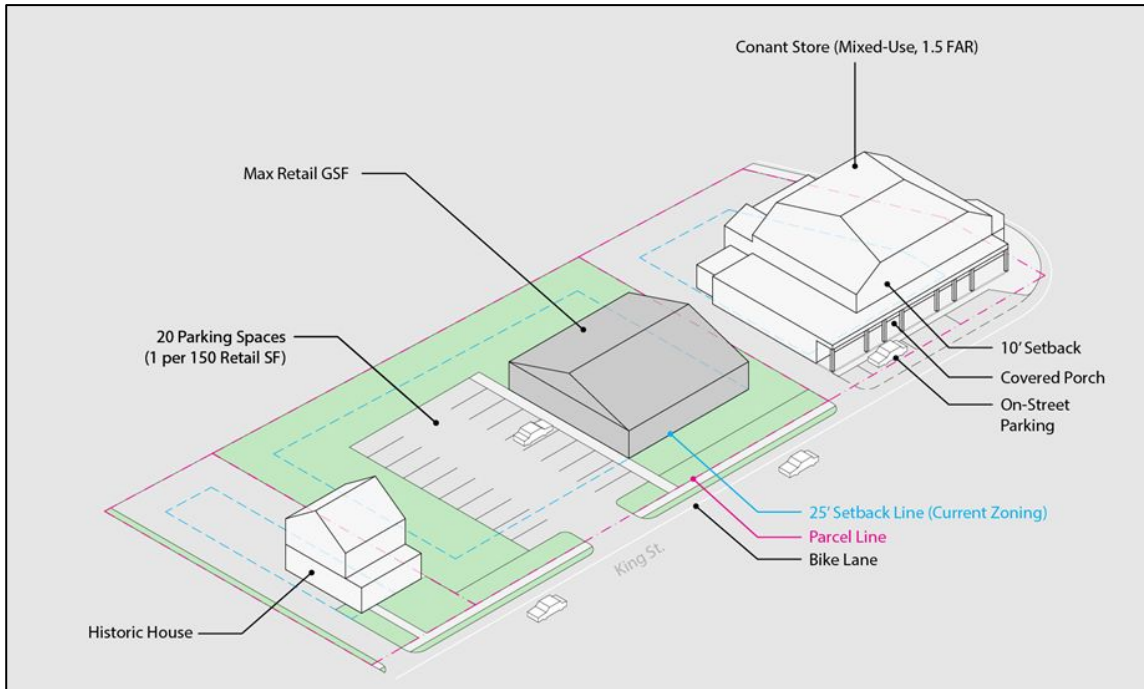 Conant Store (Mixed-Use, 1.5 FAR)
Max Retail GSF
20 Parking Spaces
(1 per 150 Retail SF)
10' Setback
Covered Porch
On-Street
Parking
25' Setback Line (Current Zoning)
Parcel Line
Bike Lane
King St.
Historic House